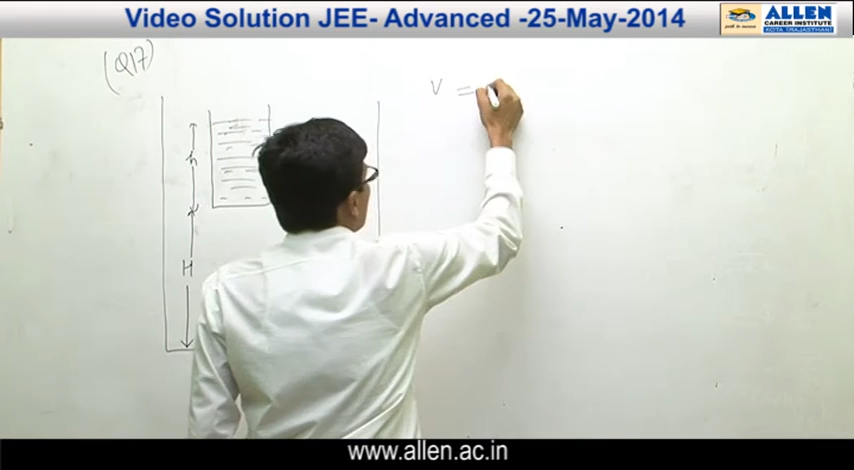 Video Solution JEE- Advanced -25-May-2014
ALLEN
CAREER INSTITUTE
KOTA (RAJASTHAN)
(Q17)
V =
h
H
www.allen.ac.in